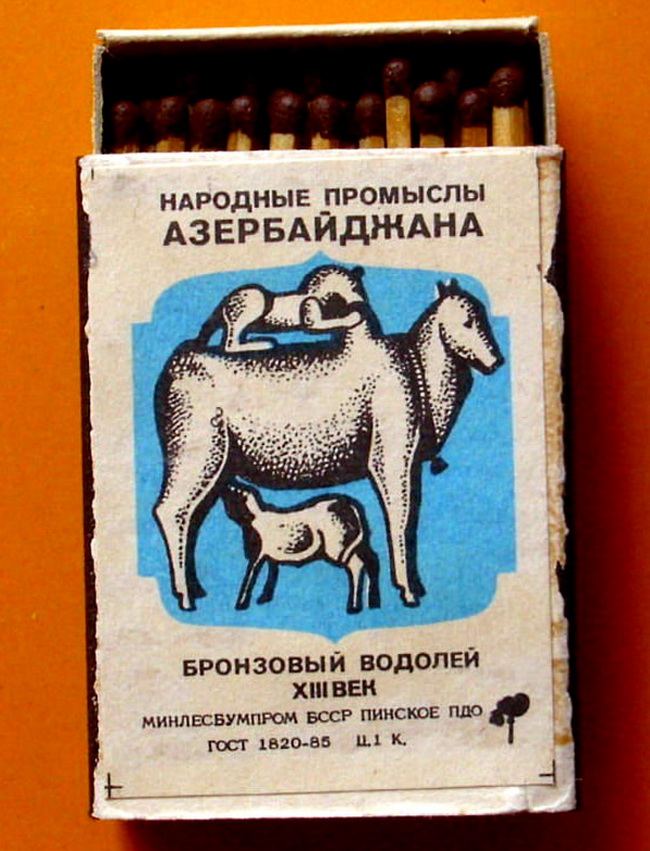 НАРОДНЫЕ ПРОМЫСЛЫ
АЗЕРБАЙДЖАНА
БРОНЗОВЫЙ ВОДОЛЕЙ
XIII ВЕК
МИНЛЕСБУМПРОМ БССР ПИНСКОЕ ПДО
ГОСТ 1820-85 Ц.1 К.